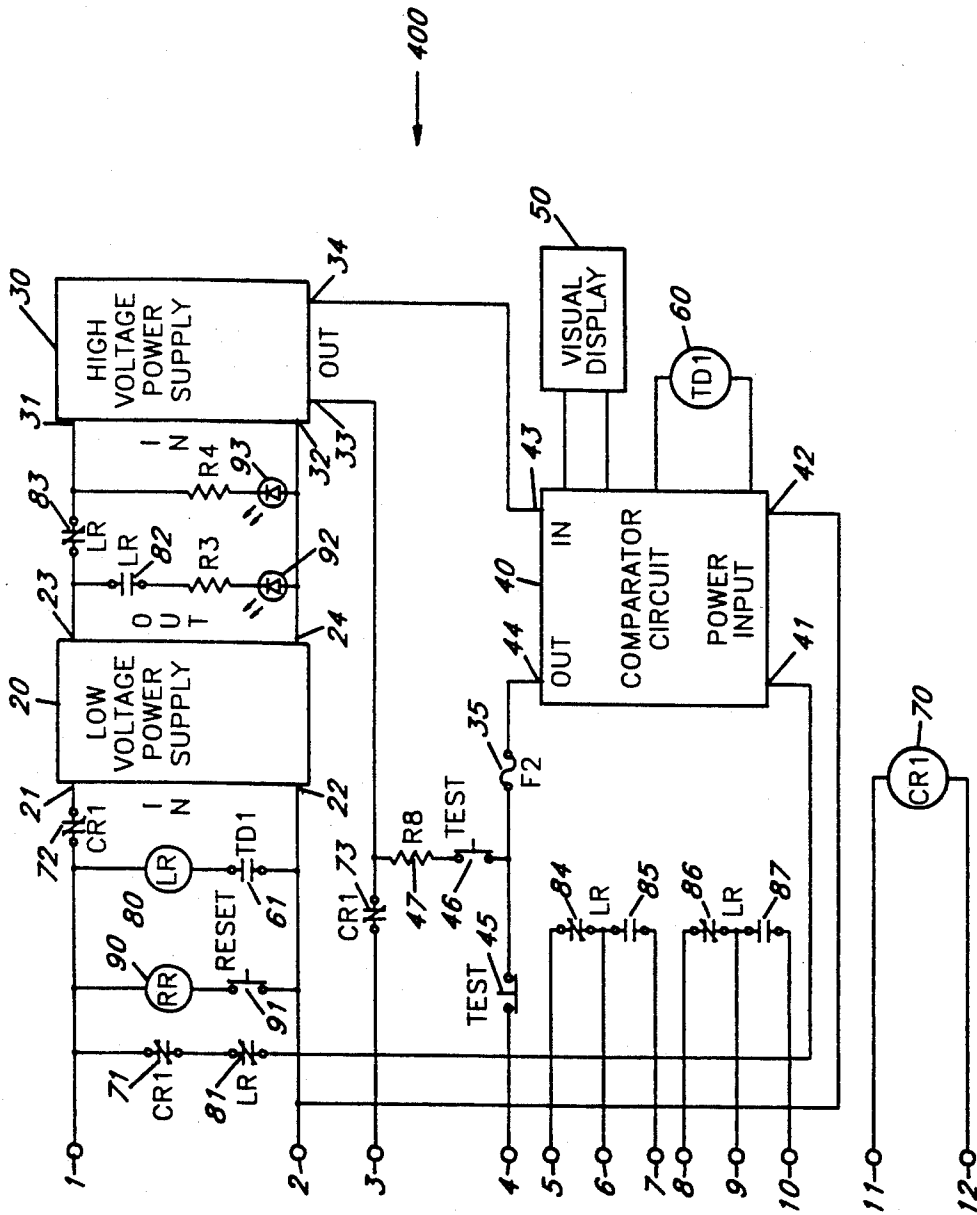 400
30
31
HIGH
VOLTAGE
POWER
SUPPLY
34
OUT
33
32
IN
R4
93
83
LR
82
LR
R3
92
23
OUT
24
20
LOW
VOLTAGE
POWER
SUPPLY
21
IN
22
72
CR1
80
LR
TD1
61
90
RR
RESET
91
71
CR1
81
LR
50
VISUAL
DISPLAY
60
TD1
43
IN
40
44
OUT
COMPARATOR
CIRCUIT
POWER
INPUT
42
41
35
F2
R8
47
TEST
46
73
CR1
TEST
45
84
LR
85
86
LR
87
70
CR1
1
2
3
4
5
6
7
8
9
10
11
12